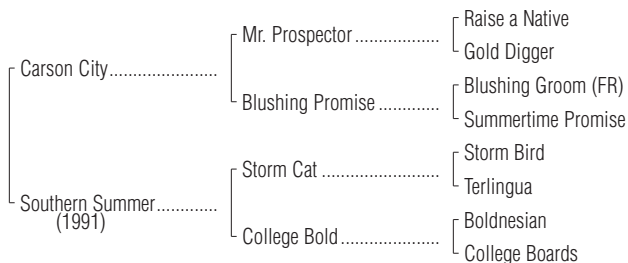 Raise a Native
Mr. Prospector ..................
Gold Digger
Carson City.......................
Blushing Groom (FR)
Blushing Promise .............
Summertime Promise
Storm Bird
Storm Cat .........................
Terlingua
Southern Summer.............
(1991)
Boldnesian
College Bold.....................
College Boards